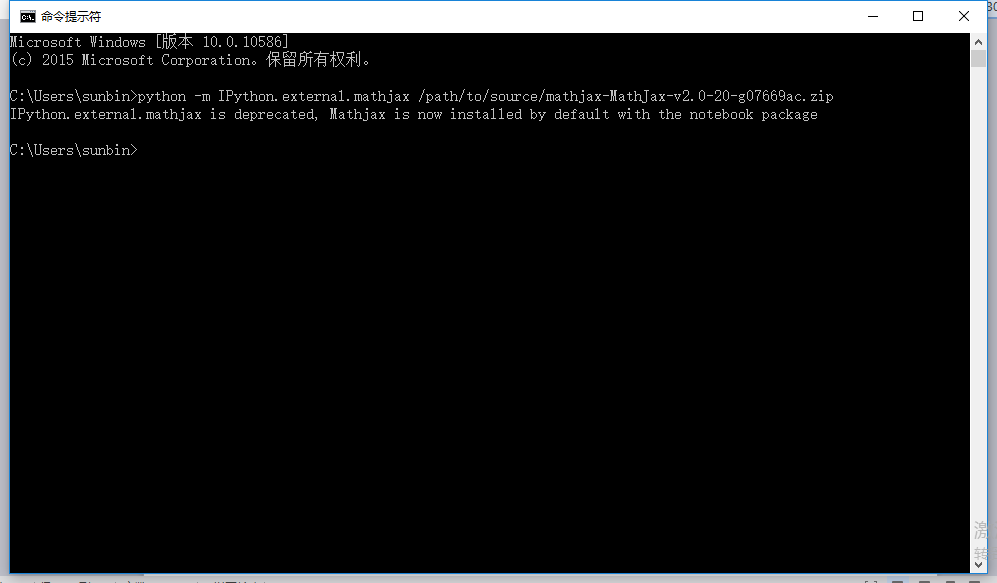 命令提示符
Microsoft Windows [版本 10.0.10586]
(c) 2015 Microsoft Corporation。保留所有权利。
C:\Users\sunbin>python -m IPython.external.mathjax /path/to/source/mathjax-MathJax-v2.0-20-g07669ac.zip
IPython.external.mathjax is deprecated, Mathjax is now installed by default with the notebook package
C:\Users\sunbin>
激
转